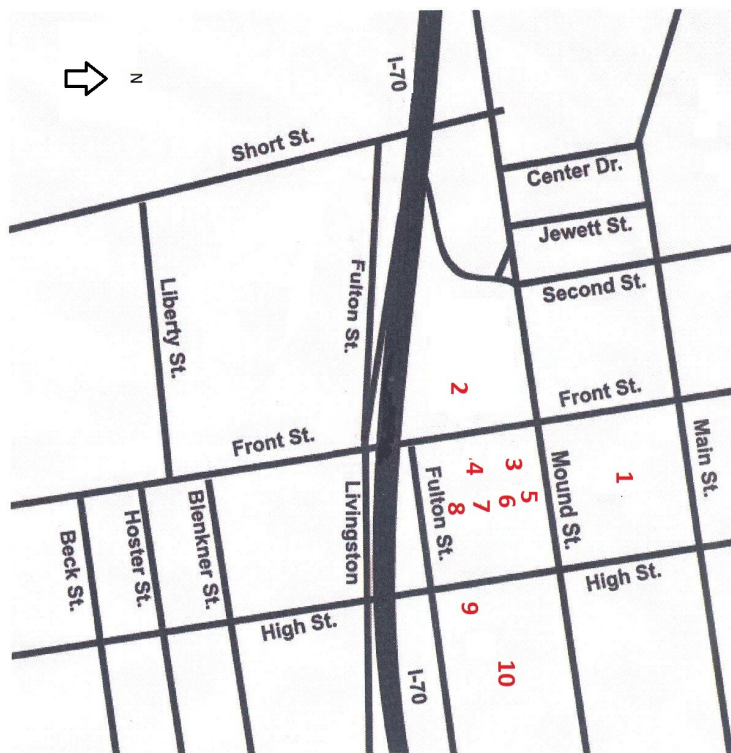 I-70
N
Short St.
Center Dr.
Jewett St.
Fulton St.
Liberty St.
Second St.
2
Front St.
Front St.
Main St.
3
4
Mound St.
1
5
6
7
8
Fulton St.
Livingston
Blenkner St.
Hoster St.
Beck St.
High St.
High St.
9
10
I-70